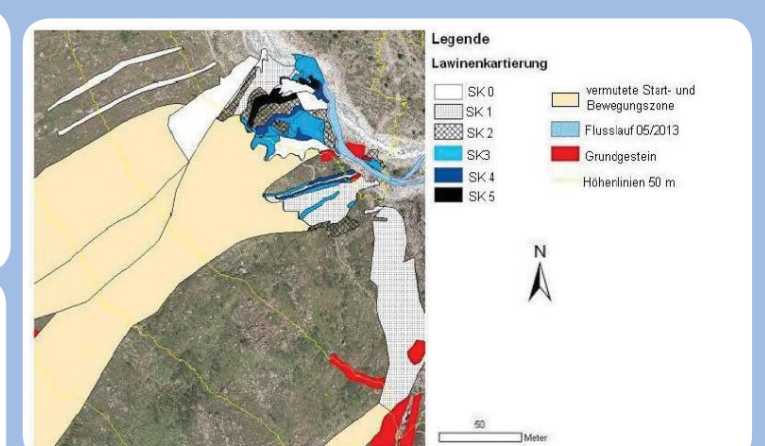 Legende
Lawinenkartierung
SK 0
SK 1
SK 2
SK3
SK 4
SK 5
vermutete Start- und
Bewegungszone
Flusslauf 05/2013
Grundgestein
Höhenlinien 50 m
N
50
Meter